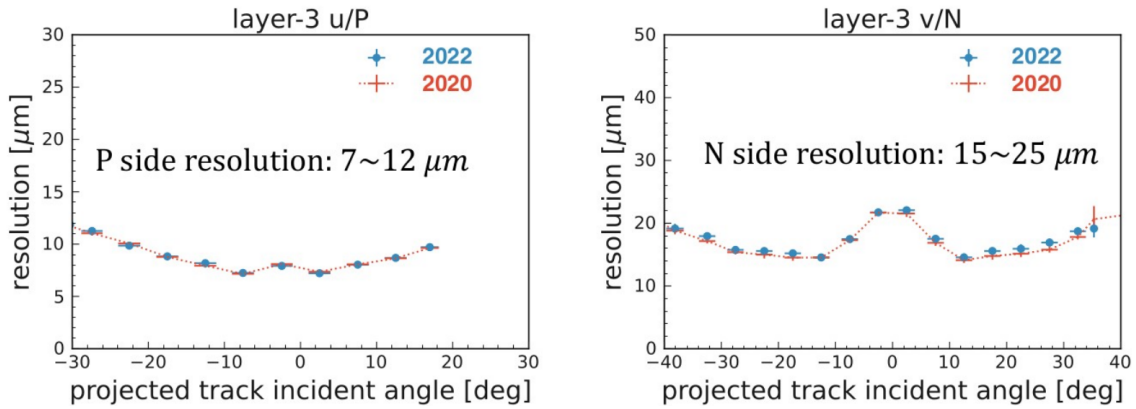 layer-3 u/P
30
25
20
15
10
5
0
resolution [μm]
2022
2020
P side resolution: 7~12 μm
−30 −20 −10 0 10 20 30
projected track incident angle [deg]
layer-3 v/N
50
40
30
20
10
0
resolution [μm]
2022
2020
N side resolution: 15~25 μm
−40 −30 −20 −10 0 10 20 30 40
projected track incident angle [deg]